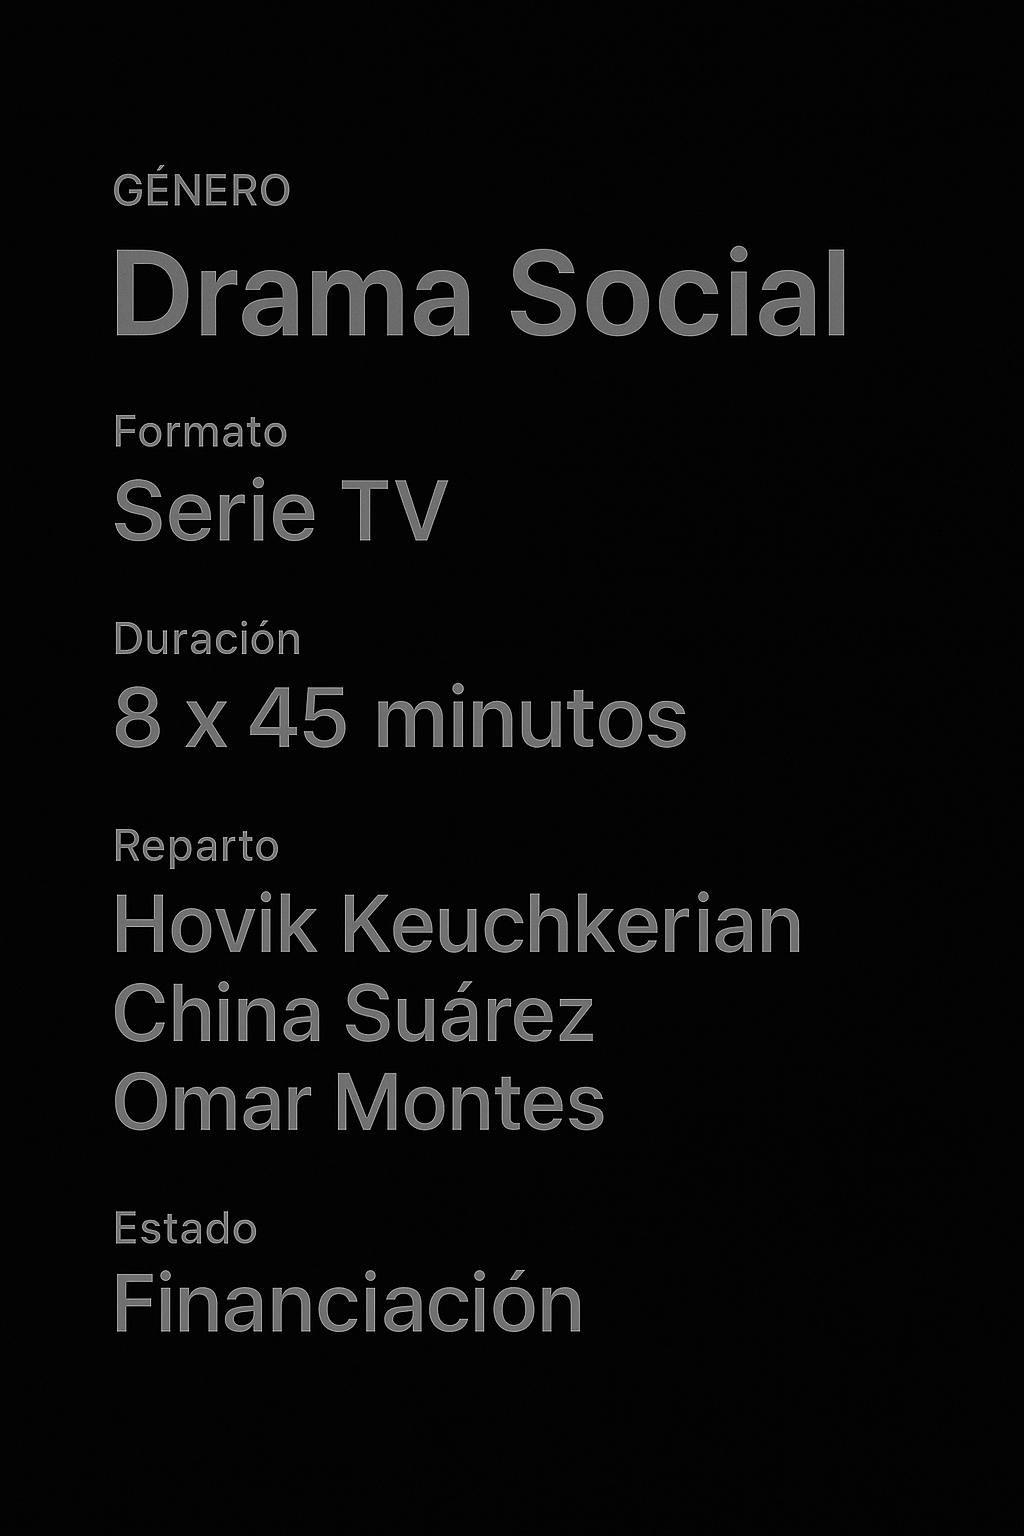 GÉNERO
Drama Social
Formato
Serie TV
Duración
8 x 45 minutos
Reparto
Hovik Keuchkerian
China Suárez
Omar Montes
Estado
Financiación